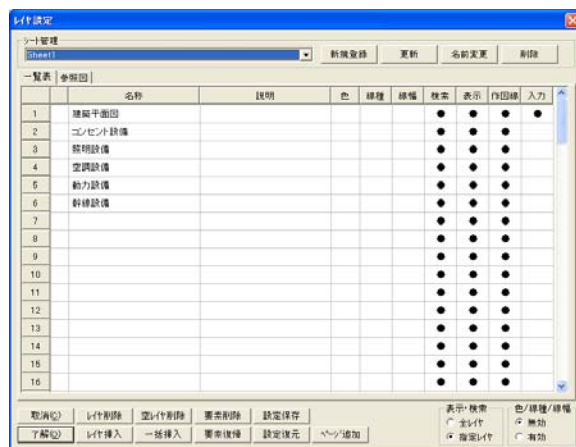 レイヤ設定
シート管理
Sheet1 新規登録 更新 名前変更 削除
一覧表 参照図
名称 説明 色 線種 線幅 検索 表示 作図線 入力
1 建築平面図 ● ● ● ●
2 コンセント設備 ● ● ●
3 照明設備 ● ● ●
4 空調設備 ● ● ●
5 動力設備 ● ● ●
6 幹線設備 ● ● ●
7 ● ● ●
8 ● ● ●
9 ● ● ●
10 ● ● ●
11 ● ● ●
12 ● ● ●
13 ● ● ●
14 ● ● ●
15 ● ● ●
16 ● ● ●
取消(C) レイヤ削除 空レイヤ削除 要素削除 設定保存
了解(O) レイヤ挿入 一括挿入 要素復帰 設定復元 ページ追加
表示・検索
全レイヤ
指定レイヤ
色/線種/線幅
無効
有効